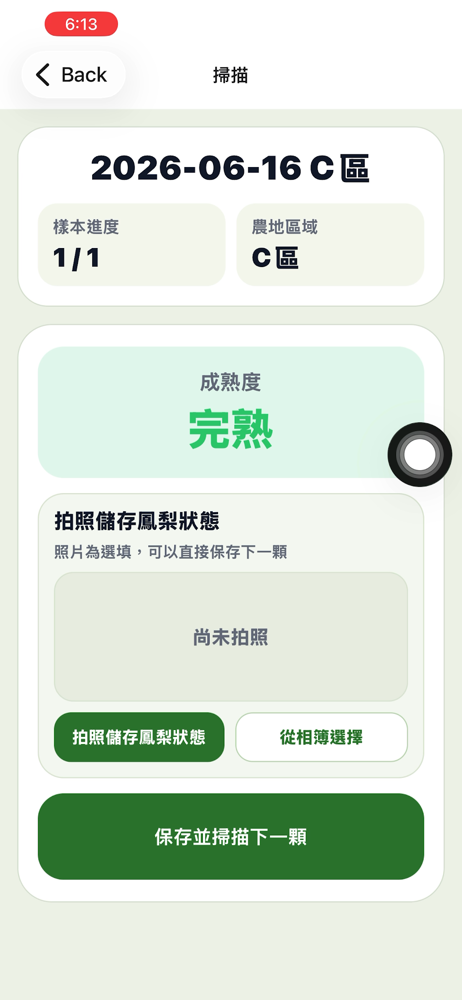 6:13
Back
掃描
2026-06-16 C區
樣本進度
1 / 1
農地區域
C區
成熟度
完熟
拍照儲存鳳梨狀態
照片為選填，可以直接保存下一顆
尚未拍照
拍照儲存鳳梨狀態
從相簿選擇
保存並掃描下一顆